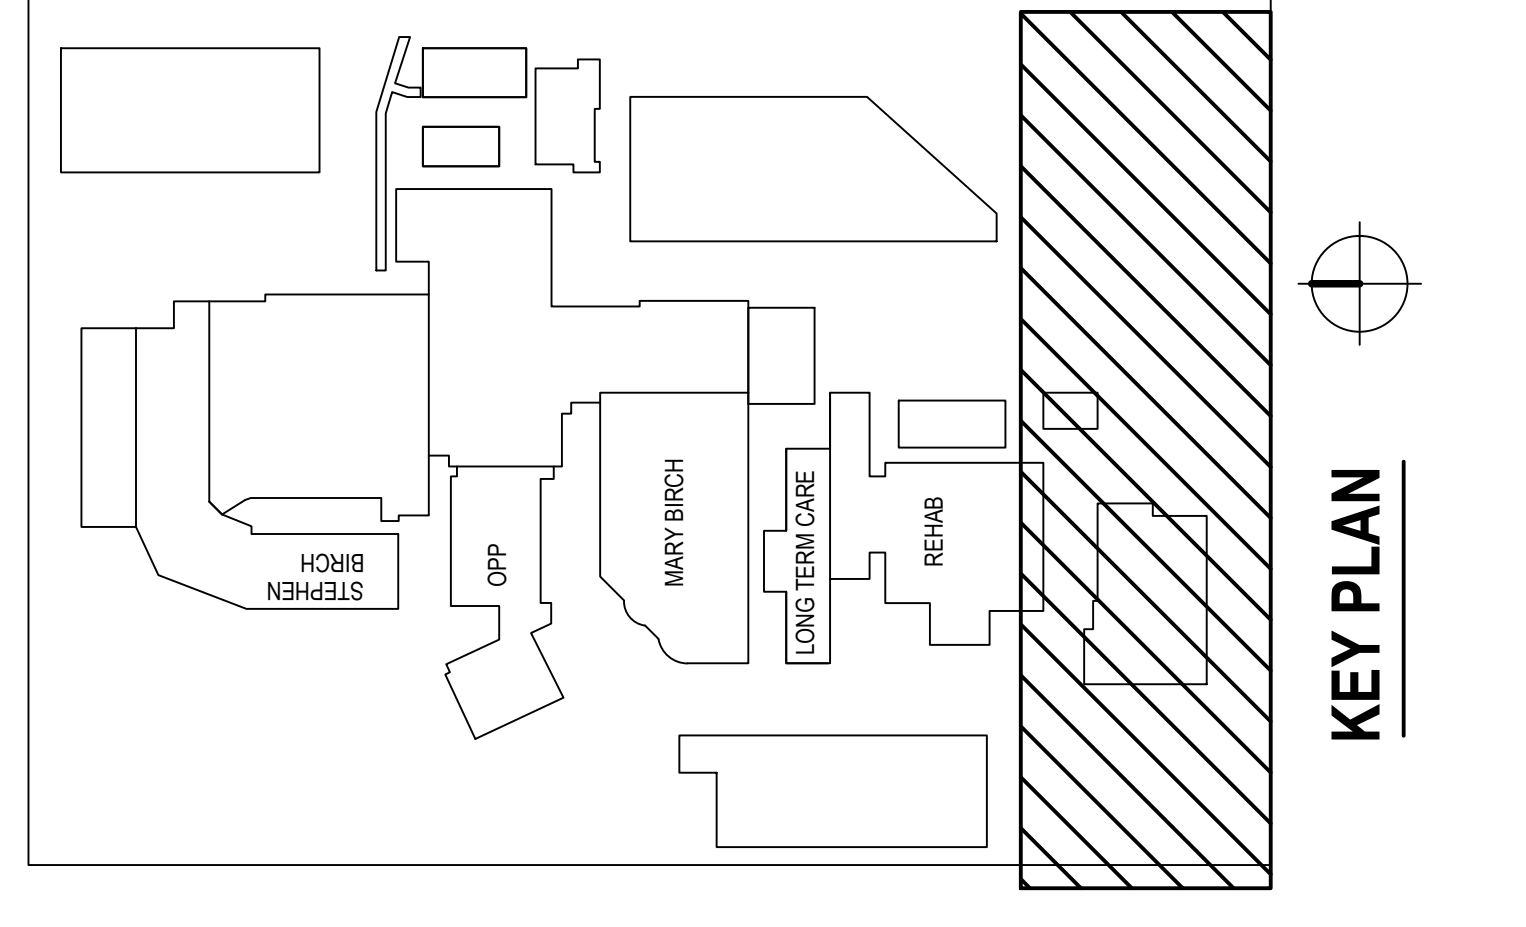 STEPHEN
BIRCH
OPP
MARY BIRCH
LONG TERM CARE
REHAB
KEY PLAN